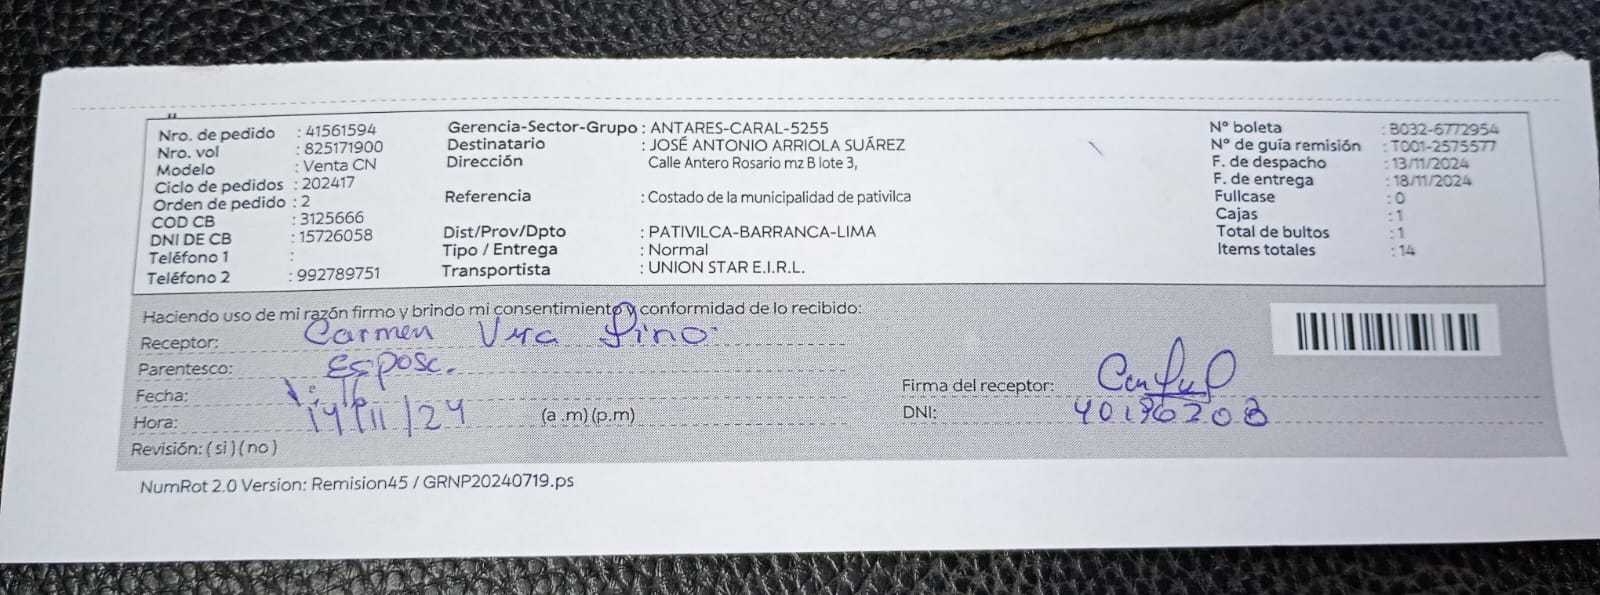 Nro. de pedido : 41561594
Nro. vol : 825171900
Modelo : Venta CN
Ciclo de pedidos : 202417
Orden de pedido : 2
COD CB : 3125666
DNI DE CB : 15726058
Teléfono 1 :
Teléfono 2 : 992789751
Gerencia-Sector-Grupo : ANTARES-CARAL-5255
Destinatario : JOSÉ ANTONIO ARRIOLA SUÁREZ
Dirección Calle Antero Rosario mz B lote 3,
Referencia : Costado de la municipalidad de pativilca
Dist/Prov/Dpto : PATIVILCA-BARRANCA-LIMA
Tipo / Entrega : Normal
Transportista : UNION STAR E.I.R.L.
N° boleta : B032-6772954
N° de guía remisión : T001-2575577
F. de despacho : 13/11/2024
F. de entrega : 18/11/2024
Fullcase : 0
Cajas : 1
Total de bultos : 1
Items totales : 14
Haciendo uso de mi razón firmo y brindo mi consentimiento y conformidad de lo recibido:
Receptor: Carmen Vera Pino
Parentesco: Esposa.
Fecha:
Hora: 14/11/24 (a .m) (p.m)
Revisión: ( si ) ( no )
Firma del receptor:
DNI: 40196208
NumRot 2.0 Version: Remision45 / GRNP20240719.ps